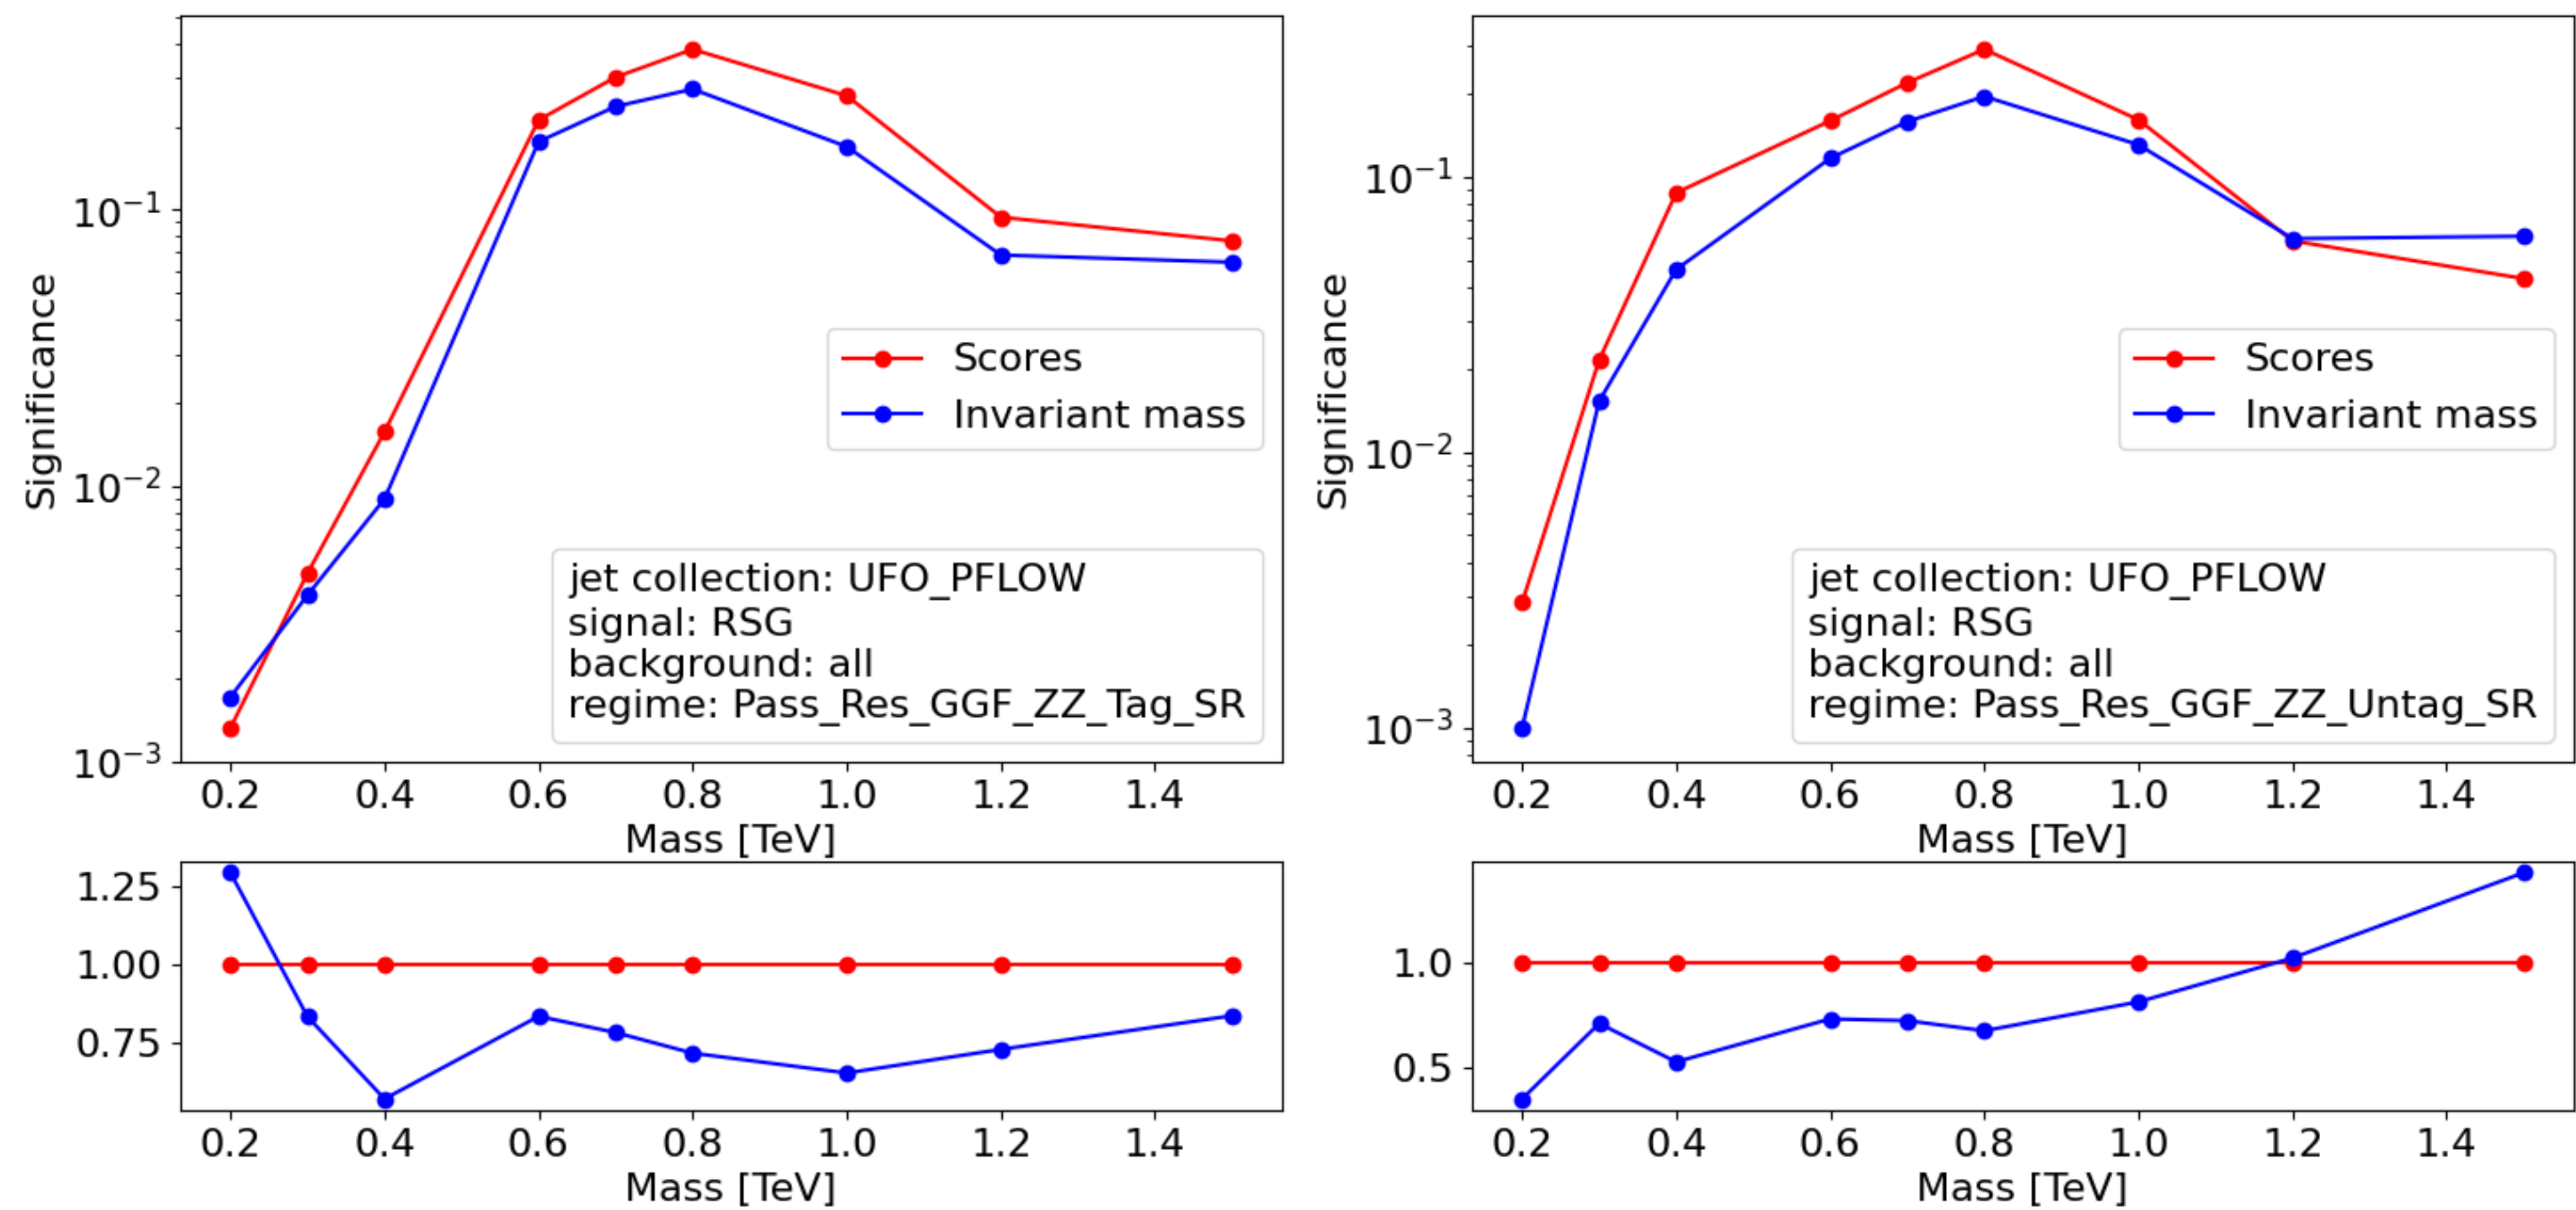 Significance
10⁻¹
10⁻²
10⁻³
Scores
Invariant mass
jet collection: UFO_PFLOW
signal: RSG
background: all
regime: Pass_Res_GGF_ZZ_Tag_SR
0.2 0.4 0.6 0.8 1.0 1.2 1.4
Mass [TeV]
1.25
1.00
0.75
0.2 0.4 0.6 0.8 1.0 1.2 1.4
Mass [TeV]
Significance
10⁻¹
10⁻²
10⁻³
Scores
Invariant mass
jet collection: UFO_PFLOW
signal: RSG
background: all
regime: Pass_Res_GGF_ZZ_Untag_SR
0.2 0.4 0.6 0.8 1.0 1.2 1.4
Mass [TeV]
1.0
0.5
0.2 0.4 0.6 0.8 1.0 1.2 1.4
Mass [TeV]